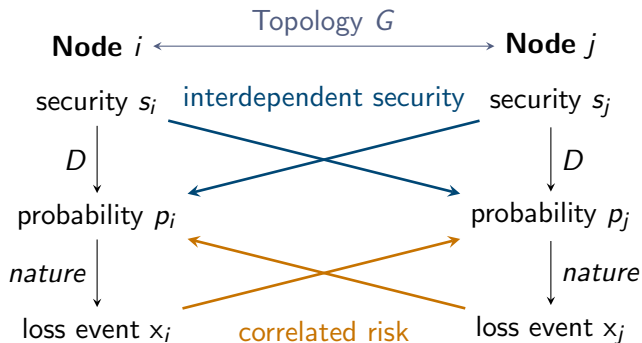 Topology G
Node i
Node j
security s_i
interdependent security
security s_j
D
D
probability p_i
probability p_j
nature
nature
loss event x_i
correlated risk
loss event x_j